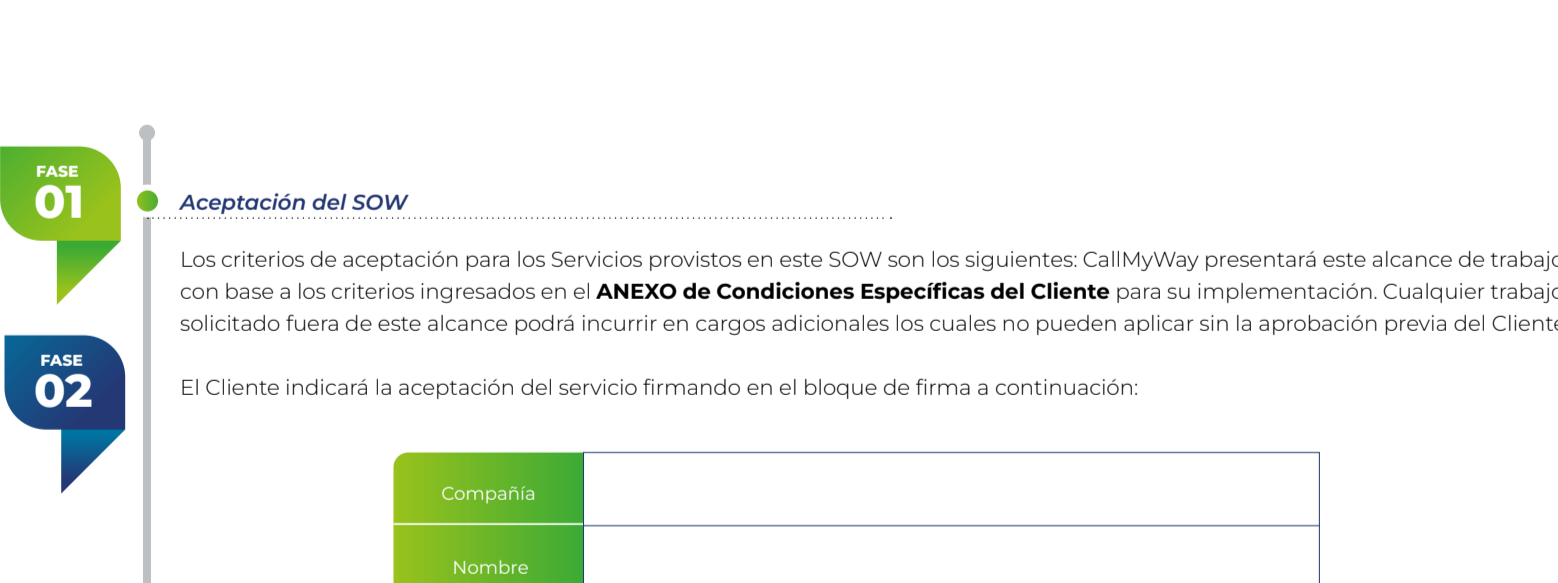 FASE
01
Aceptación del SOW
Los criterios de aceptación para los Servicios provistos en este SOW son los siguientes: CallMyWay presentará este alcance de trabajo
con base a los criterios ingresados en el ANEXO de Condiciones Específicas del Cliente para su implementación. Cualquier trabajo
solicitado fuera de este alcance podrá incurrir en cargos adicionales los cuales no pueden aplicar sin la aprobación previa del Cliente
FASE
02
El Cliente indicará la aceptación del servicio firmando en el bloque de firma a continuación:
Compañía
Nombre